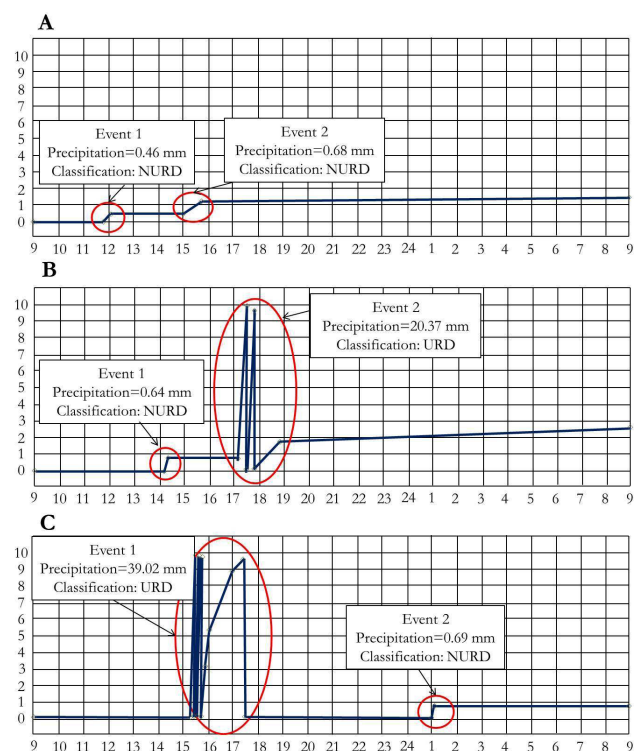 A
10
9
8
7
6
5
4
3
2
1
0
Event 1
Precipitation=0.46 mm
Classification: NURD
Event 2
Precipitation=0.68 mm
Classification: NURD
9 10 11 12 13 14 15 16 17 18 19 20 21 22 23 24 1 2 3 4 5 6 7 8 9
B
10
9
8
7
6
5
4
3
2
1
0
Event 1
Precipitation=0.64 mm
Classification: NURD
Event 2
Precipitation=20.37 mm
Classification: URD
9 10 11 12 13 14 15 16 17 18 19 20 21 22 23 24 1 2 3 4 5 6 7 8 9
C
10
9
8
7
6
5
4
3
2
1
0
Event 1
Precipitation=39.02 mm
Classification: URD
Event 2
Precipitation=0.69 mm
Classification: NURD
9 10 11 12 13 14 15 16 17 18 19 20 21 22 23 24 1 2 3 4 5 6 7 8 9